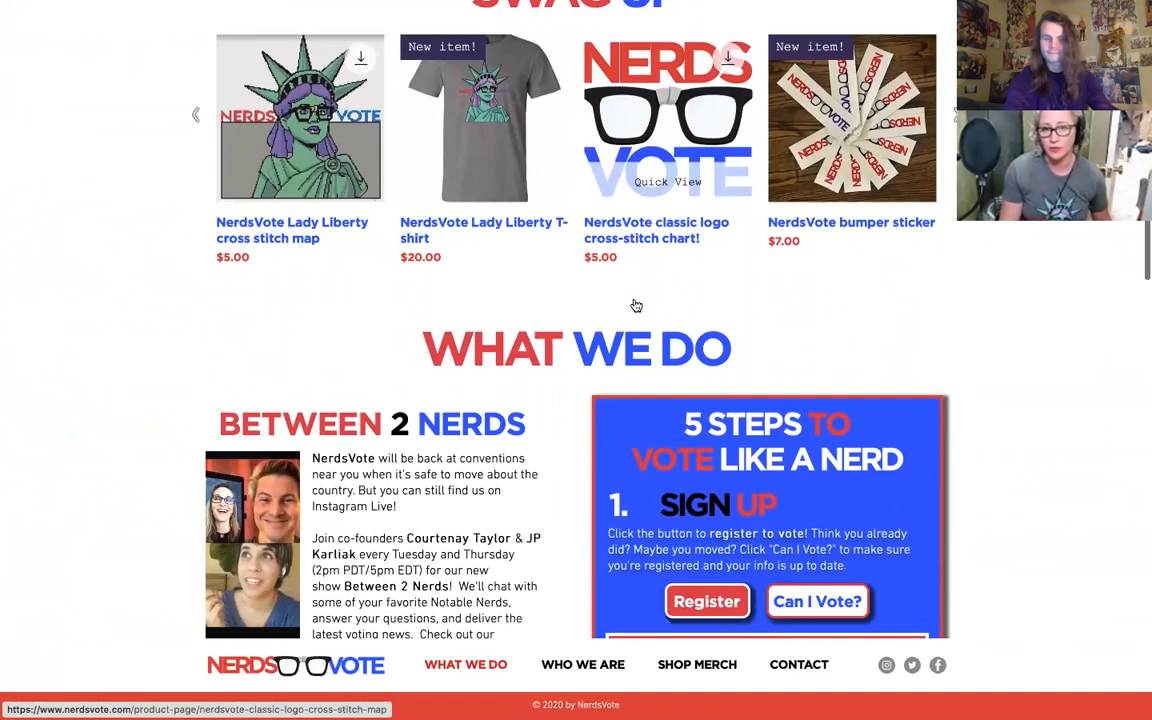 SWAG UP
New item!
New item!
NERDS VOTE
NERDS
VOTE
Quick View
NerdsVote Lady Liberty
cross stitch map
$5.00
NerdsVote Lady Liberty T-
shirt
$20.00
NerdsVote classic logo
cross-stitch chart!
$5.00
NerdsVote bumper sticker
$7.00
WHAT WE DO
BETWEEN 2 NERDS
NerdsVote will be back at conventions
near you when it's safe to move about the
country. But you can still find us on
Instagram Live!
Join co-founders Courtenay Taylor & JP
Karliak every Tuesday and Thursday
(2pm PDT/5pm EDT) for our new
show Between 2 Nerds! We'll chat with
some of your favorite Notable Nerds,
answer your questions, and deliver the
latest voting news. Check out our
5 STEPS TO
VOTE LIKE A NERD
1. SIGN UP
Click the button to register to vote! Think you already
did? Maybe you moved? Click "Can I Vote?" to make sure
you're registered and your info is up to date.
Register Can I Vote?
NERDS VOTE WHAT WE DO WHO WE ARE SHOP MERCH CONTACT
© 2020 by NerdsVote
https://www.nerdsvote.com/product-page/nerdsvote-classic-logo-cross-stitch-map